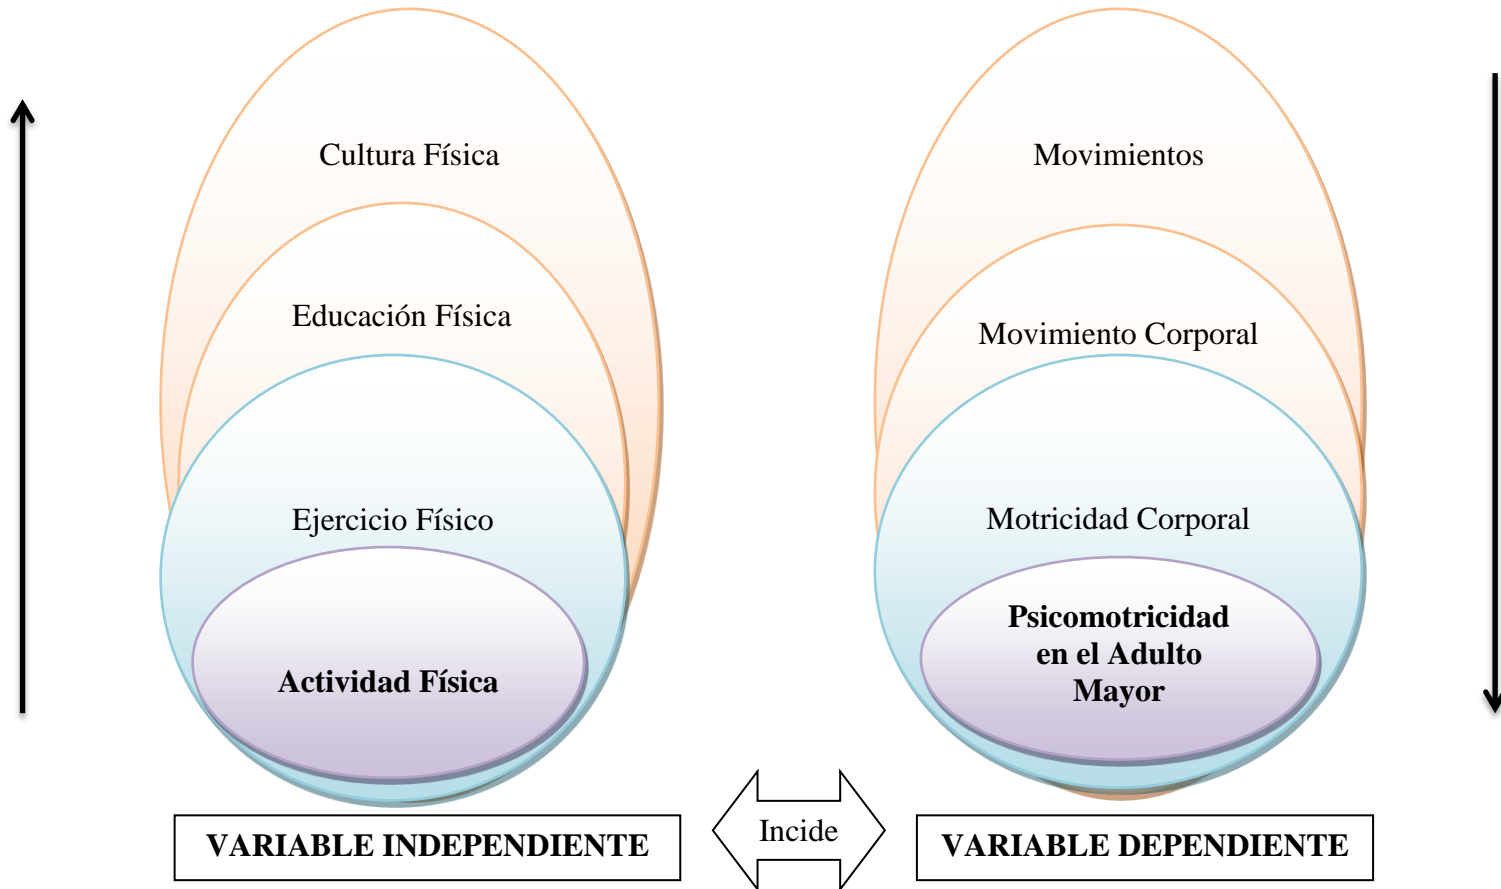 Cultura Física
Educación Física
Ejercicio Físico
Actividad Física
VARIABLE INDEPENDIENTE
Incide
Movimientos
Movimiento Corporal
Motricidad Corporal
Psicomotricidad
en el Adulto
Mayor
VARIABLE DEPENDIENTE